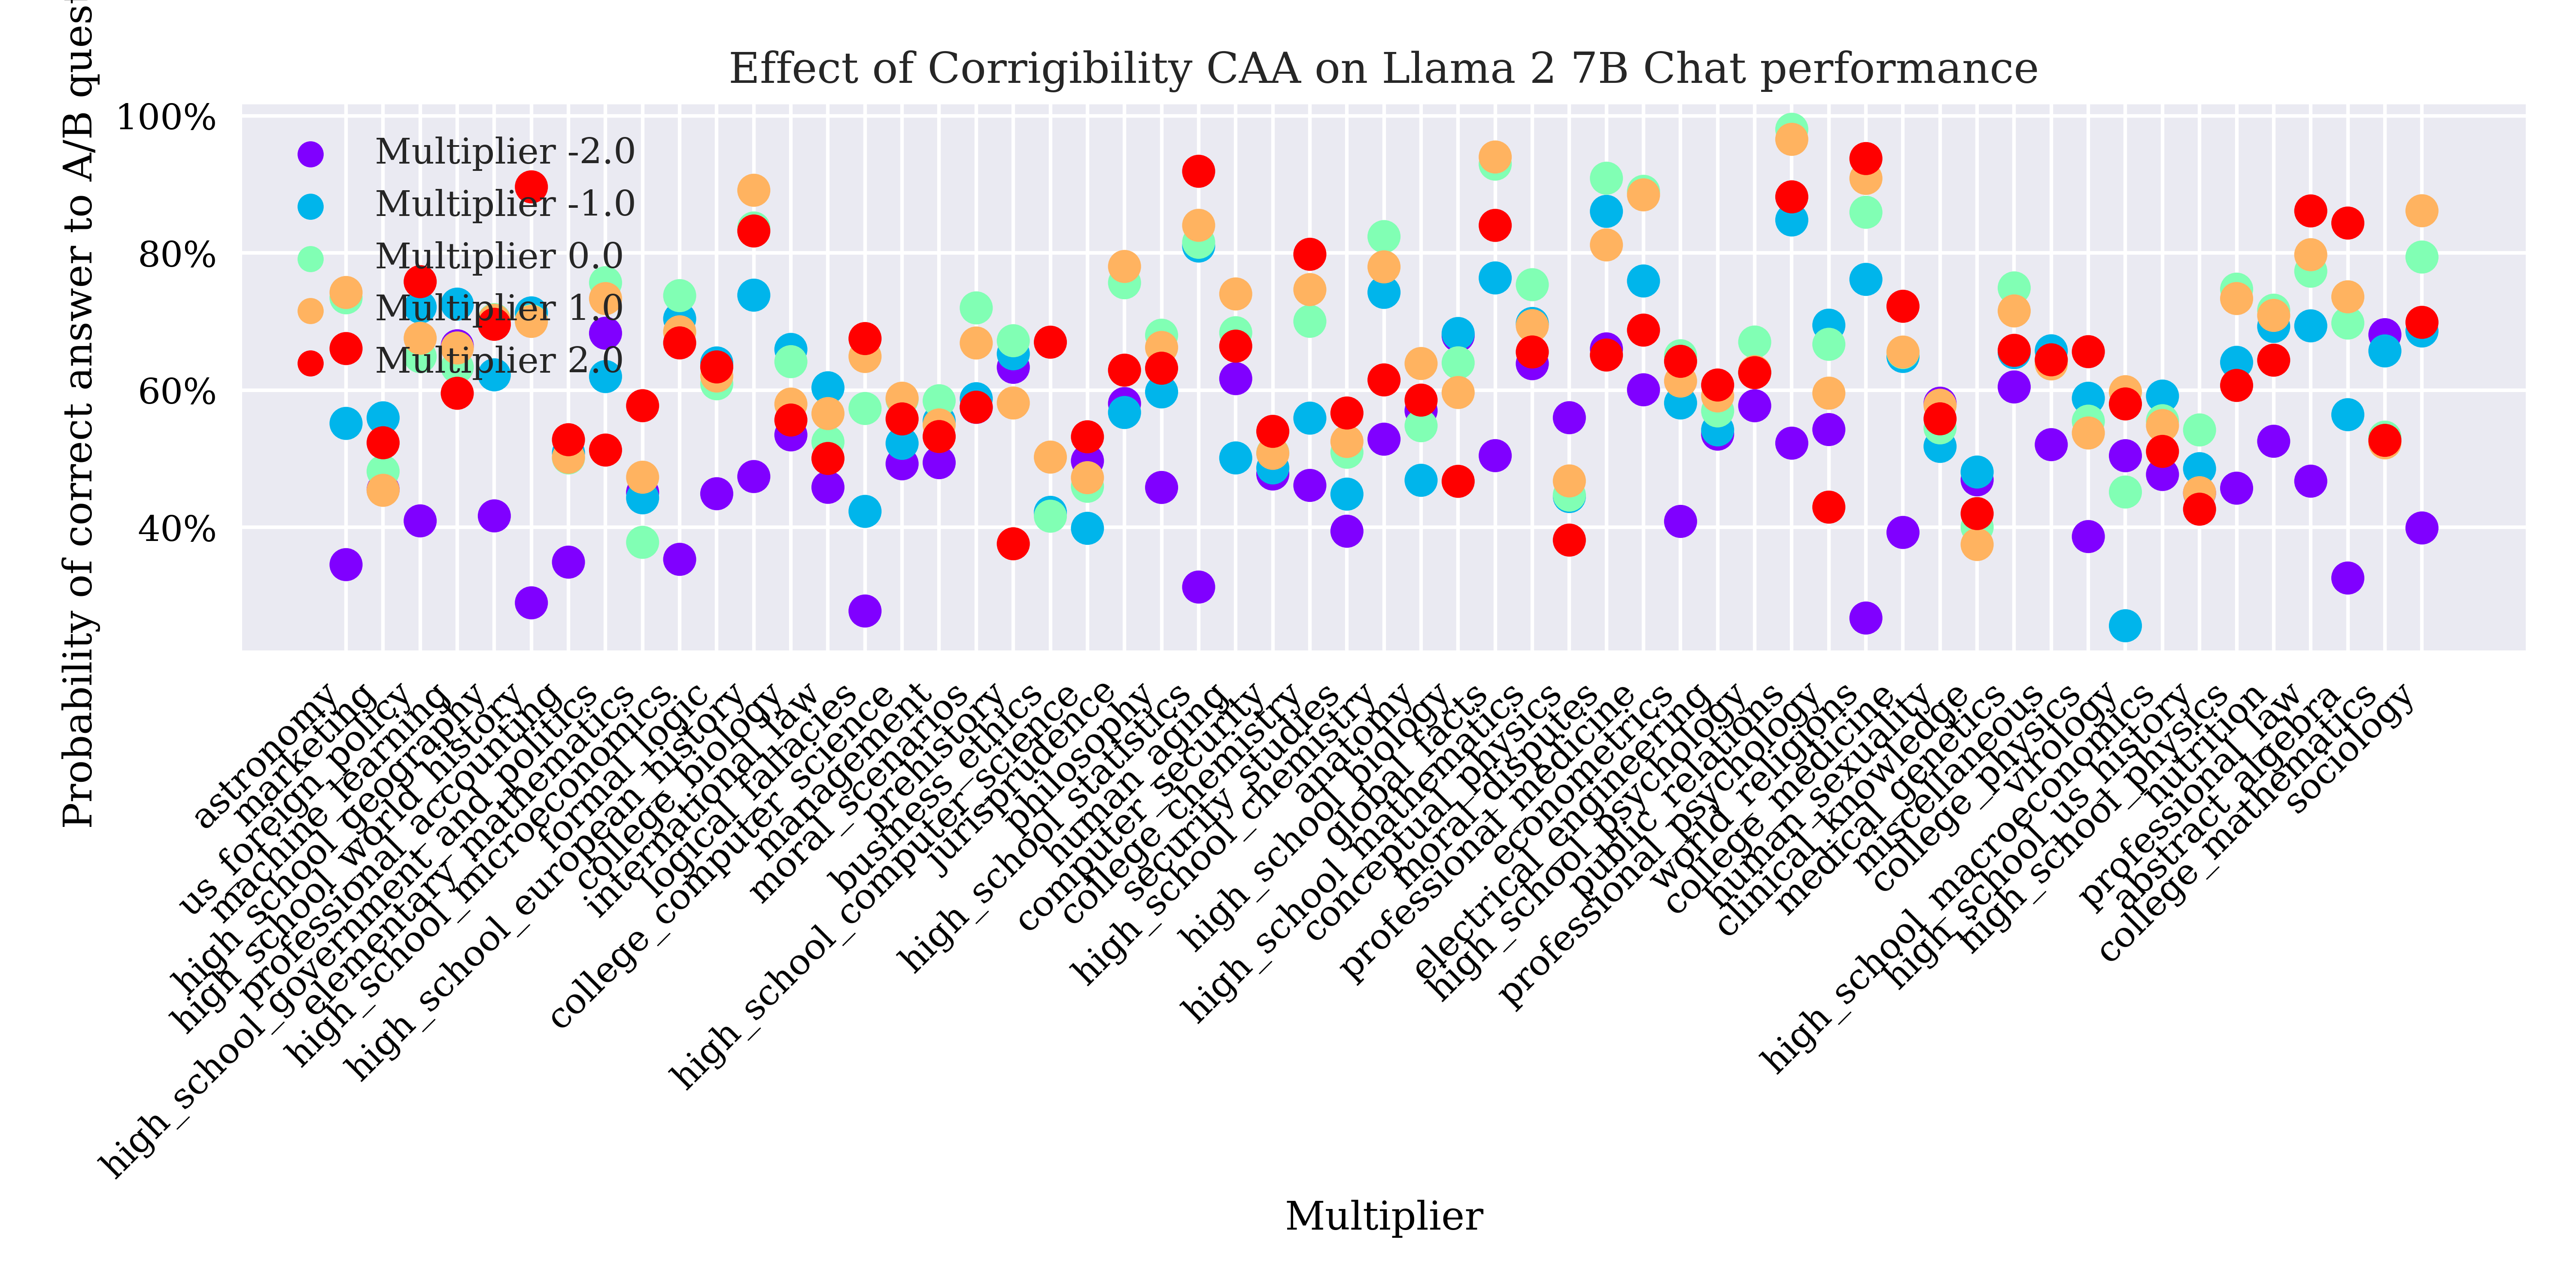 Effect of Corrigibility CAA on Llama 2 7B Chat performance
Probability of correct answer to A/B quest
100%
80%
60%
40%
Multiplier -2.0
Multiplier -1.0
Multiplier 0.0
Multiplier 1.0
Multiplier 2.0
astronomy
marketing
us_foreign_policy
machine_learning
high_school_geography
high_school_world_history
professional_accounting
high_school_government_and_politics
elementary_mathematics
high_school_microeconomics
formal_logic
high_school_european_history
college_biology
international_law
logical_fallacies
college_computer_science
management
moral_scenarios
prehistory
business_ethics
high_school_computer_science
jurisprudence
philosophy
high_school_statistics
human_aging
computer_security
college_chemistry
security_studies
high_school_chemistry
anatomy
high_school_biology
global_facts
high_school_mathematics
conceptual_physics
moral_disputes
professional_medicine
econometrics
electrical_engineering
high_school_psychology
public_relations
professional_psychology
world_religions
college_medicine
human_sexuality
clinical_knowledge
medical_genetics
miscellaneous
college_physics
virology
high_school_macroeconomics
high_school_us_history
high_school_physics
nutrition
professional_law
abstract_algebra
college_mathematics
sociology
Multiplier